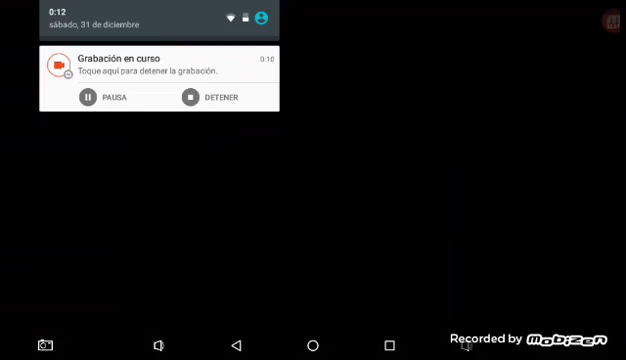 0:12
sábado, 31 de diciembre
Grabación en curso 0:10
Toque aquí para detener la grabación.
PAUSA DETENER
Recorded by mobizen